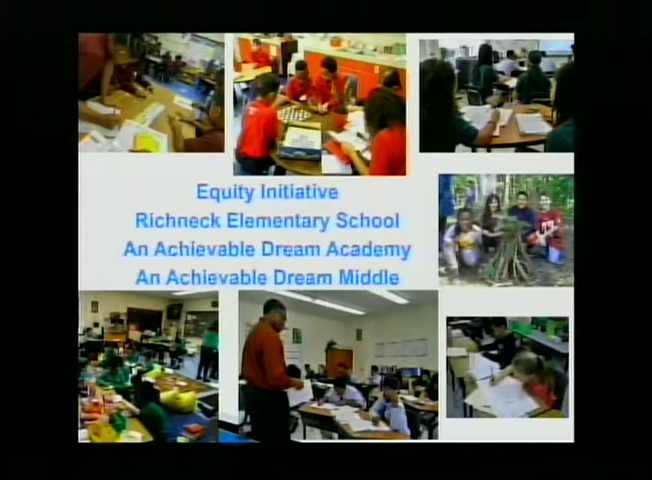 Equity Initiative
Richneck Elementary School
An Achievable Dream Academy
An Achievable Dream Middle